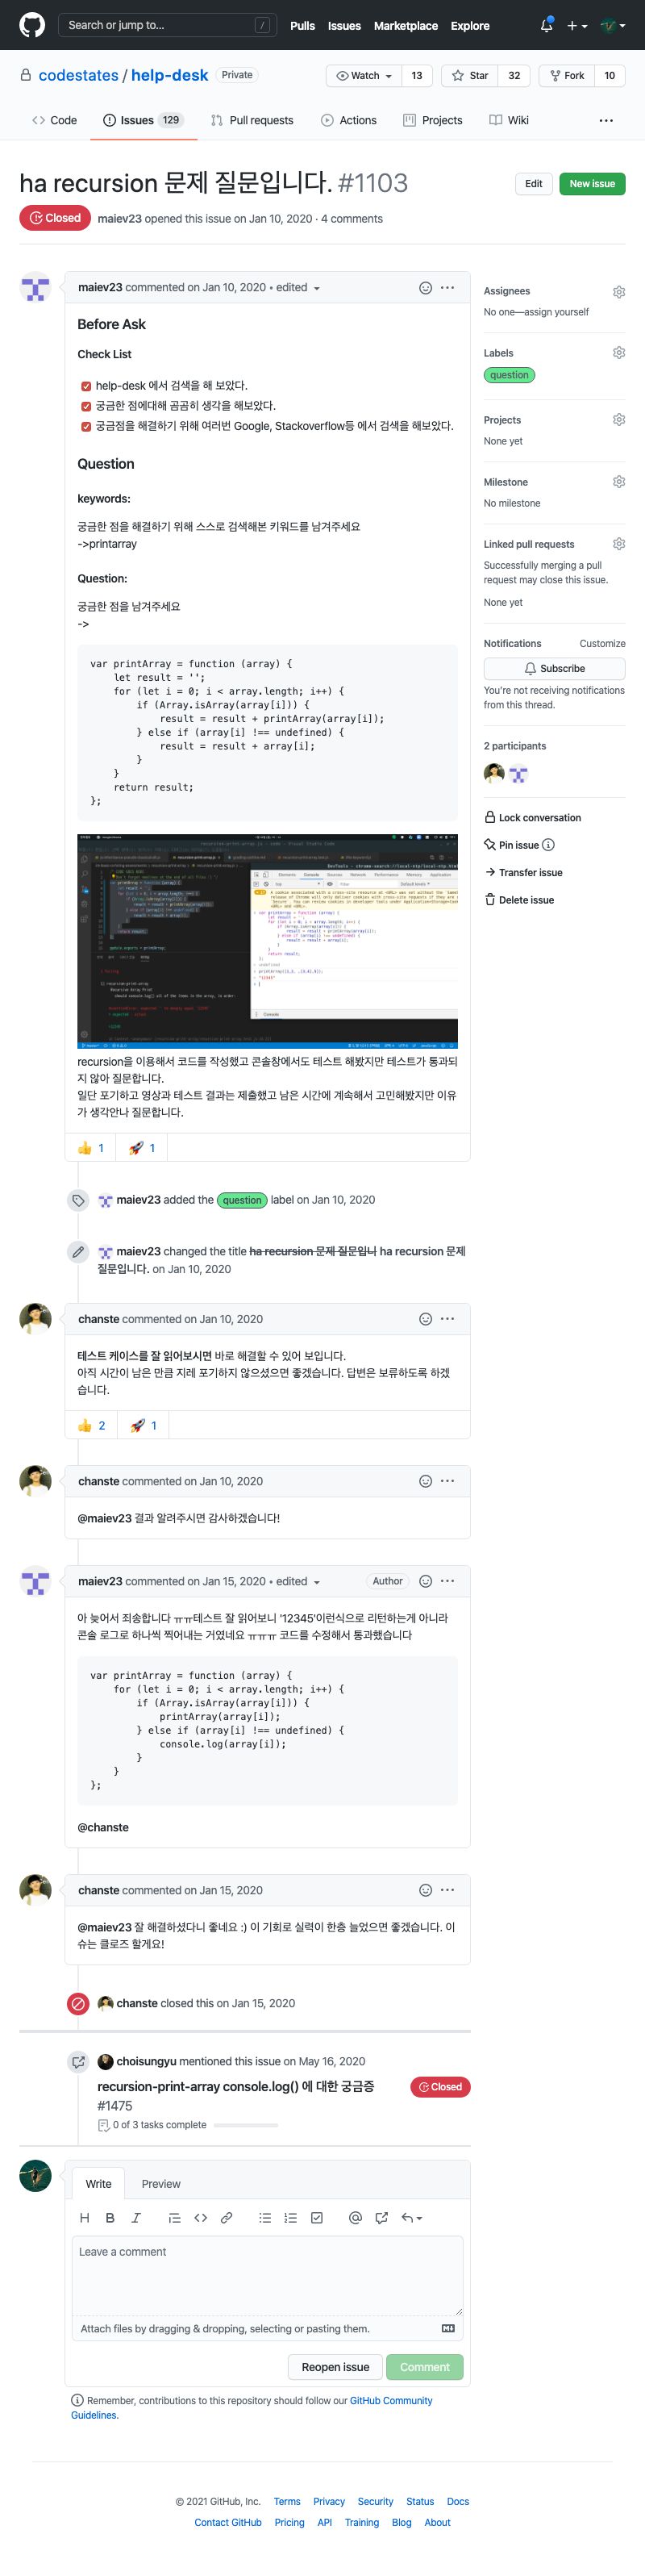 Search or jump to... /
Pulls Issues Marketplace Explore
codestates / help-desk Private
Watch 13 Star 32 Fork 10
Code Issues 129 Pull requests Actions Projects Wiki ...
ha recursion 문제 질문입니다. #1103
Edit New issue
Closed maiev23 opened this issue on Jan 10, 2020 · 4 comments
maiev23 commented on Jan 10, 2020 • edited
Before Ask
Check List
help-desk 에서 검색을 해 보았다.
궁금한 점에대해 곰곰히 생각을 해보았다.
궁금점을 해결하기 위해 여러번 Google, Stackoverflow등 에서 검색을 해보았다.
Question
keywords:
궁금한 점을 해결하기 위해 스스로 검색해본 키워드를 남겨주세요
->printarray
Question:
궁금한 점을 남겨주세요
->
var printArray = function (array) {
let result = '';
for (let i = 0; i < array.length; i++) {
if (Array.isArray(array[i])) {
result = result + printArray(array[i]);
} else if (array[i] !== undefined) {
result = result + array[i];
}
}
return result;
};
recursion을 이용해서 코드를 작성했고 콘솔창에서도 테스트 해봤지만 테스트가 통과되
지 않아 질문합니다.
일단 포기하고 영상과 테스트 결과는 제출했고 남은 시간에 계속해서 고민해봤지만 이유
가 생각안나 질문합니다.
👍 1 🚀 1
maiev23 added the question label on Jan 10, 2020
maiev23 changed the title ha recursion 문제 질문입니 ha recursion 문제
질문입니다. on Jan 10, 2020
chanste commented on Jan 10, 2020
테스트 케이스를 잘 읽어보시면 바로 해결할 수 있어 보입니다.
아직 시간이 남은 만큼 지레 포기하지 않으셨으면 좋겠습니다. 답변은 보류하도록 하겠
습니다.
👍 2 🚀 1
chanste commented on Jan 10, 2020
@maiev23 결과 알려주시면 감사하겠습니다!
maiev23 commented on Jan 15, 2020 • edited Author
아 늦어서 죄송합니다 ㅠㅠ테스트 잘 읽어보니 '12345'이런식으로 리턴하는게 아니라
콘솔 로그로 하나씩 찍어내는 거였네요 ㅠㅠㅠ 코드를 수정해서 통과했습니다
var printArray = function (array) {
for (let i = 0; i < array.length; i++) {
if (Array.isArray(array[i])) {
printArray(array[i]);
} else if (array[i] !== undefined) {
console.log(array[i]);
}
}
};
@chanste
chanste commented on Jan 15, 2020
@maiev23 잘 해결하셨다니 좋네요 :) 이 기회로 실력이 한층 늘었으면 좋겠습니다. 이
슈는 클로즈 할게요!
chanste closed this on Jan 15, 2020
choisungyu mentioned this issue on May 16, 2020
recursion-print-array console.log() 에 대한 궁금증
#1475
Closed
0 of 3 tasks complete
Write Preview
Leave a comment
Attach files by dragging & dropping, selecting or pasting them.
Reopen issue Comment
Remember, contributions to this repository should follow our GitHub Community
Guidelines.
Assignees
No one—assign yourself
Labels
question
Projects
None yet
Milestone
No milestone
Linked pull requests
Successfully merging a pull
request may close this issue.
None yet
Notifications Customize
Subscribe
You're not receiving notifications
from this thread.
2 participants
Lock conversation
Pin issue
Transfer issue
Delete issue
© 2021 GitHub, Inc. Terms Privacy Security Status Docs
Contact GitHub Pricing API Training Blog About